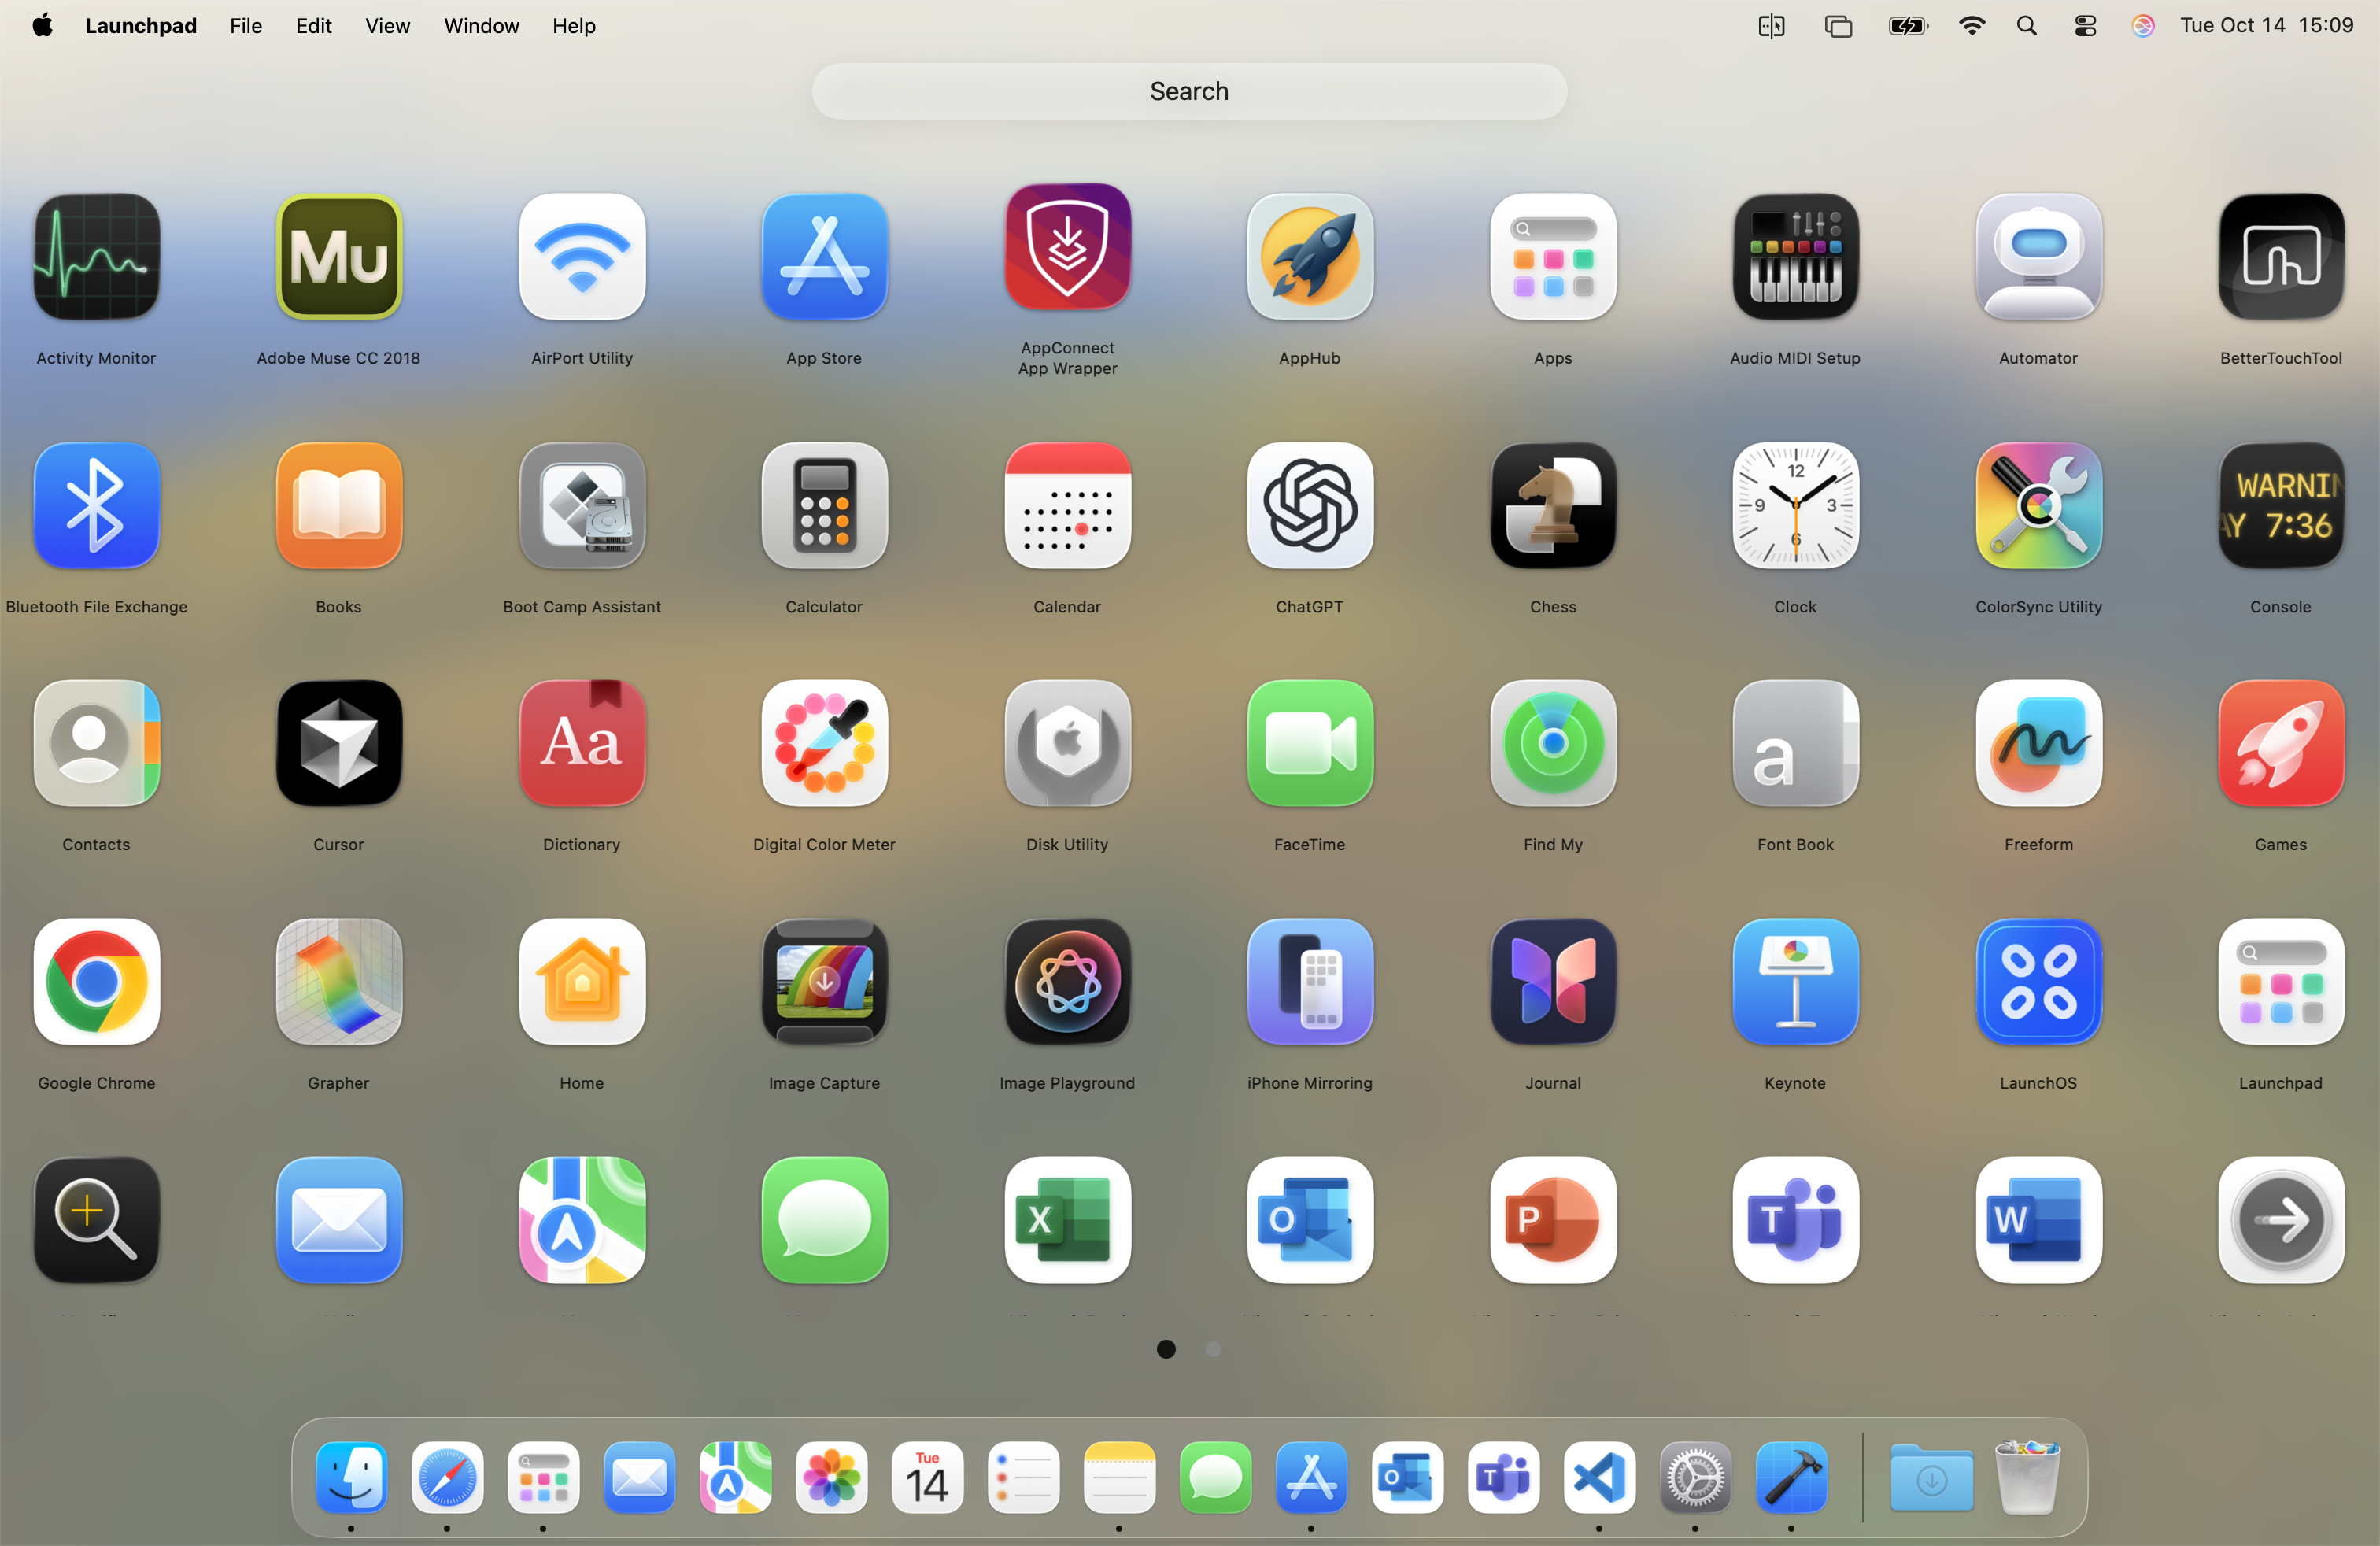 Launchpad File Edit View Window Help Tue Oct 14 15:09
Search
Activity Monitor
Adobe Muse CC 2018
AirPort Utility
App Store
AppConnect
App Wrapper
AppHub
Apps
Audio MIDI Setup
Automator
BetterTouchTool
Mu
Bluetooth File Exchange
Books
Boot Camp Assistant
Calculator
Calendar
ChatGPT
Chess
Clock
ColorSync Utility
Console
12
3
6
9
7:36
Contacts
Cursor
Dictionary
Digital Color Meter
Disk Utility
FaceTime
Find My
Font Book
Freeform
Games
Aa
a
Google Chrome
Grapher
Home
Image Capture
Image Playground
iPhone Mirroring
Journal
Keynote
LaunchOS
Launchpad
X
O
P
T
W
Tue
14
O
T